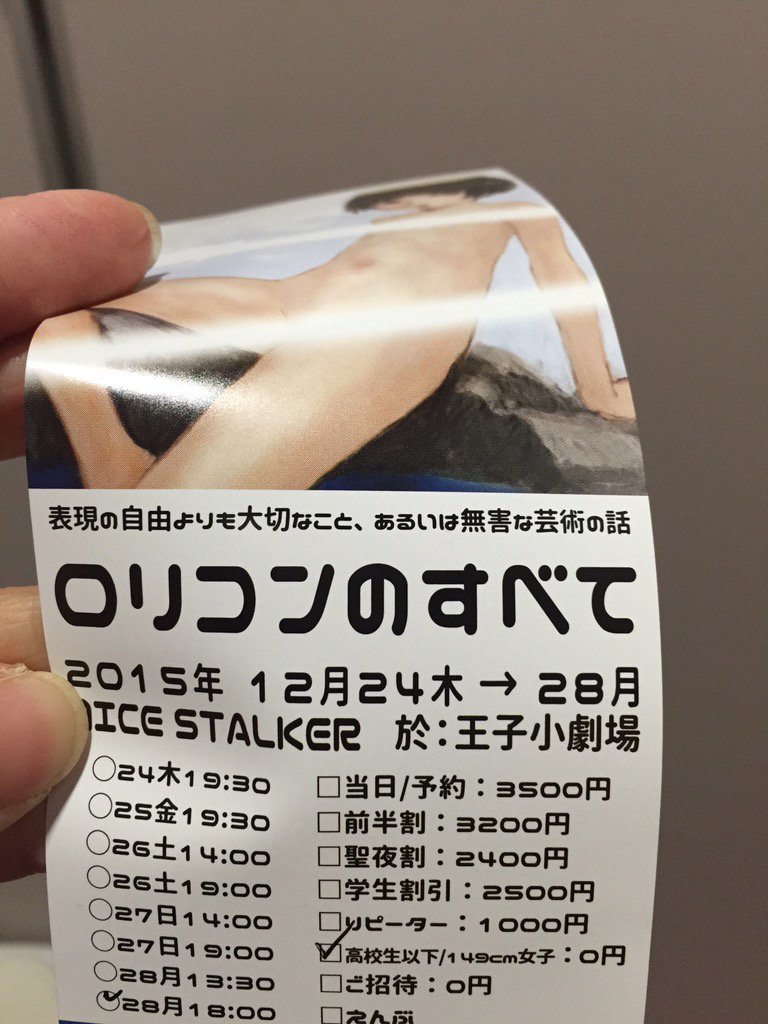 表現の自由よりも大切なこと、あるいは無害な芸術の話
ロリコンのすべて
2015年 12月24木 → 28月
NICE STALKER 於：王子小劇場
○24木19:30 □当日/予約：3500円
○25金19:30 □前半割：3200円
○26土14:00 □聖夜割：2400円
○26土19:00 □学生割引：2500円
○27日14:00 □リピーター：1000円
○27日19:00 ☑高校生以下/149cm女子：0円
○28月13:30 □ご招待：0円
○28月18:00 □えんぶ